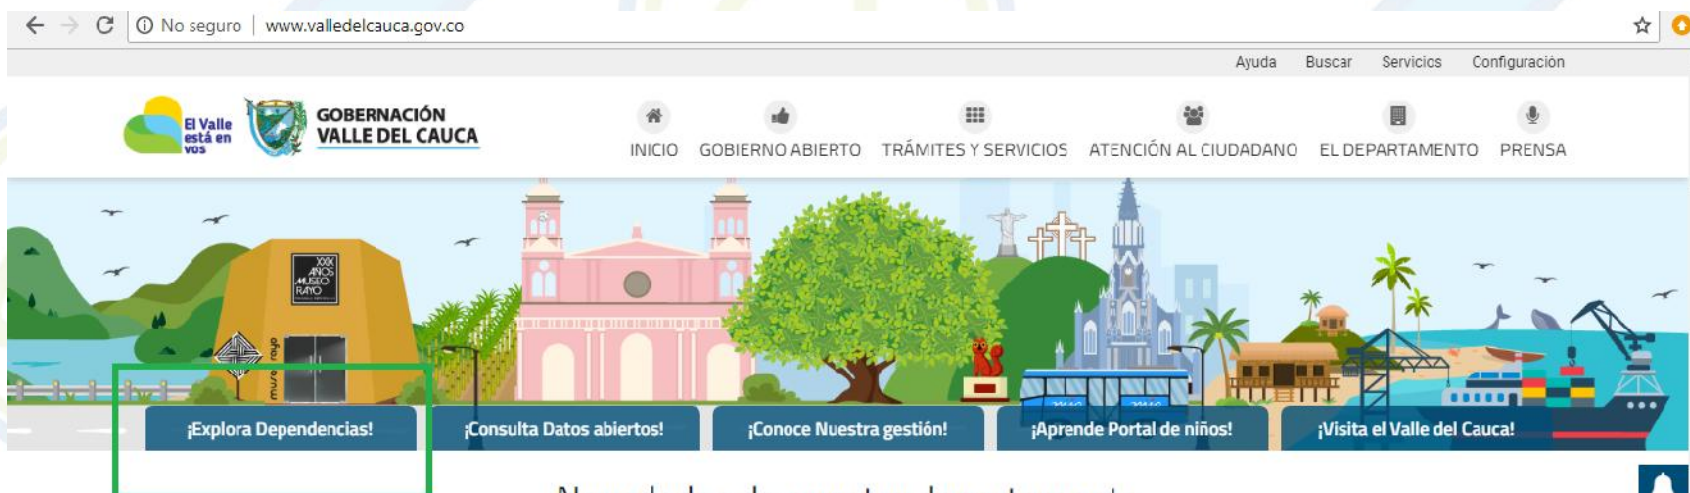 No seguro | www.valledelcauca.gov.co
Ayuda Buscar Servicios Configuración
El Valle
está en
vos
GOBERNACIÓN
VALLE DEL CAUCA
INICIO GOBIERNO ABIERTO TRÁMITES Y SERVICIOS ATENCIÓN AL CIUDADANO EL DEPARTAMENTO PRENSA
XXX
AÑOS
MUSEO
RAYO
museo rayo
¡Explora Dependencias! ¡Consulta Datos abiertos! ¡Conoce Nuestra gestión! ¡Aprende Portal de niños! ¡Visita el Valle del Cauca!